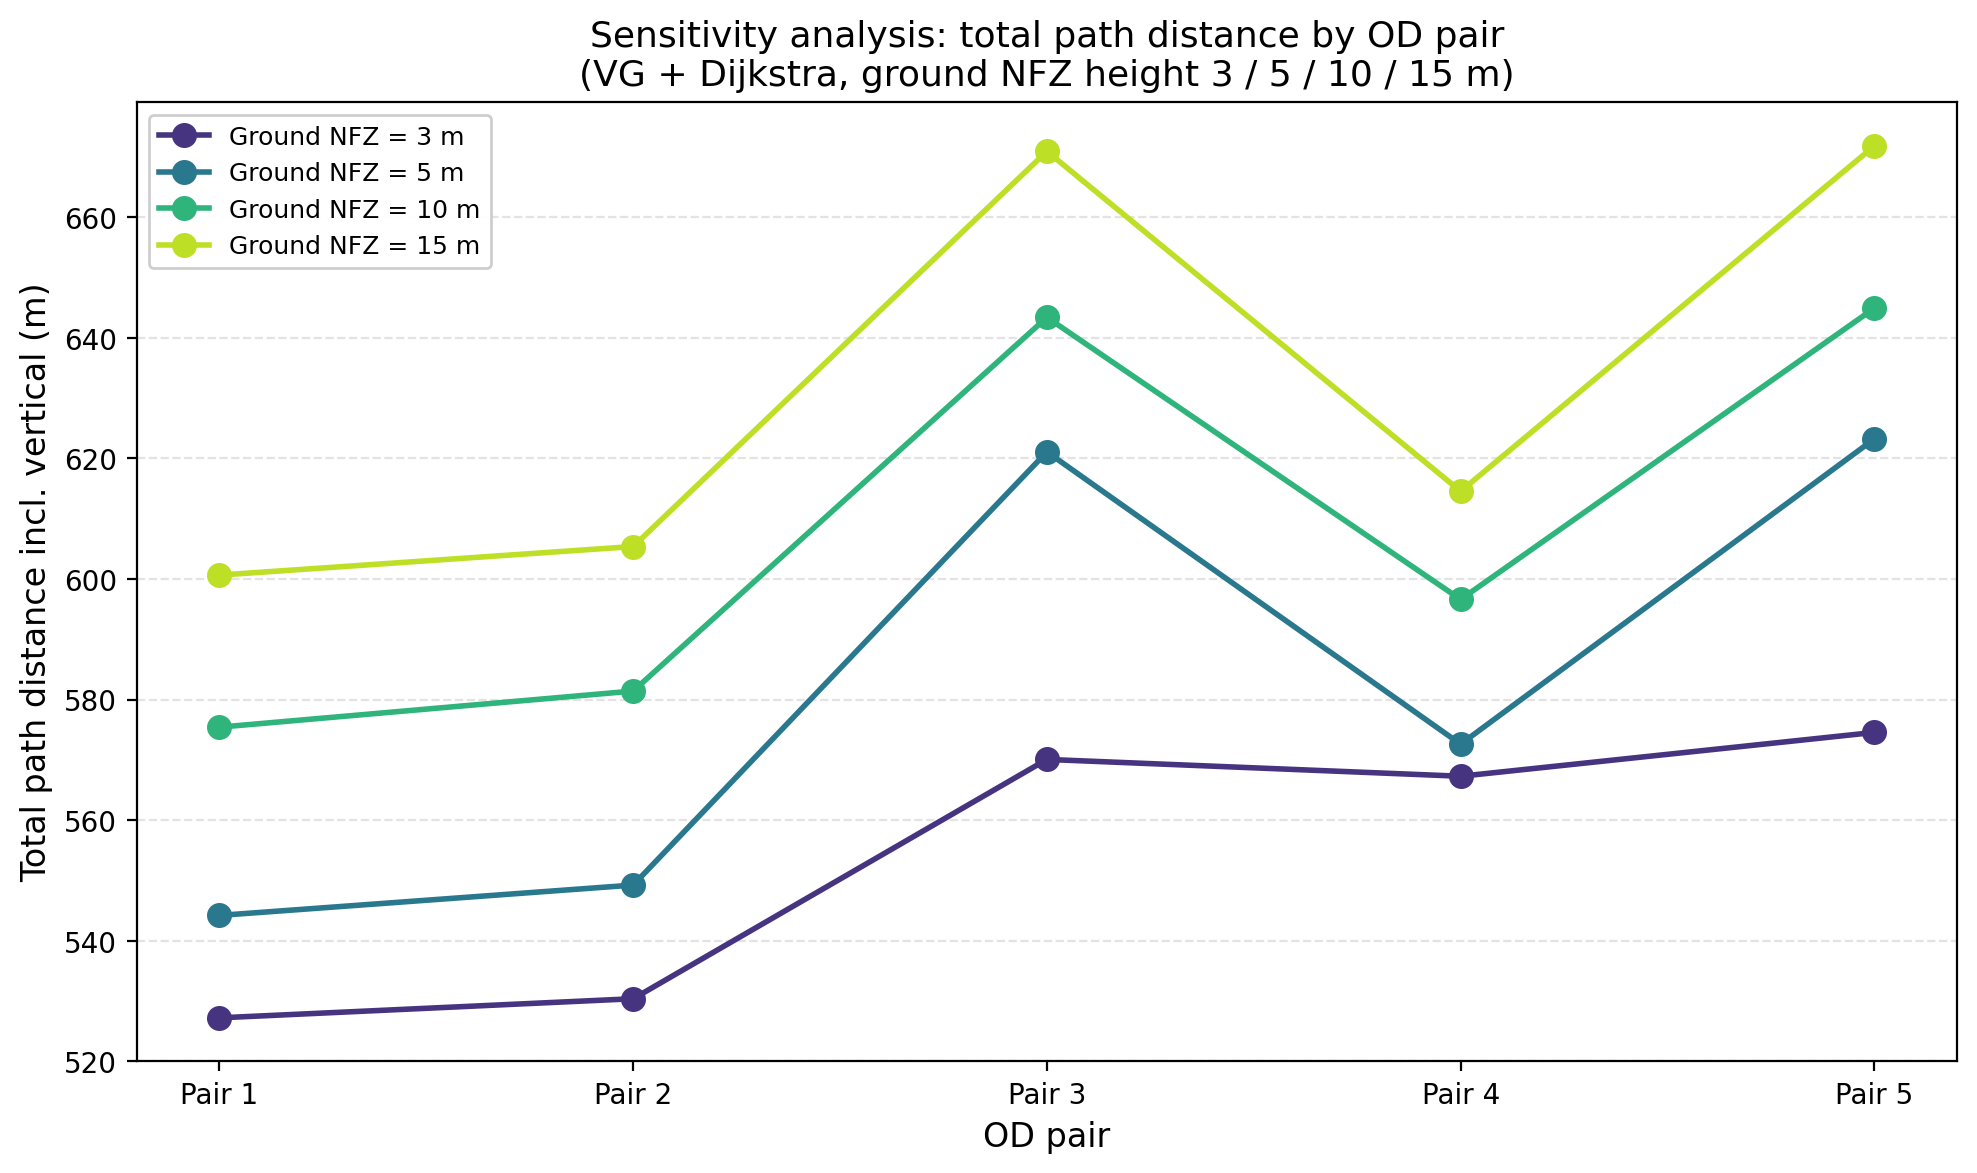 Sensitivity analysis: total path distance by OD pair
(VG + Dijkstra, ground NFZ height 3 / 5 / 10 / 15 m)
Ground NFZ = 3 m
Ground NFZ = 5 m
Ground NFZ = 10 m
Ground NFZ = 15 m
Total path distance incl. vertical (m)
660
640
620
600
580
560
540
520
Pair 1
Pair 2
Pair 3
Pair 4
Pair 5
OD pair